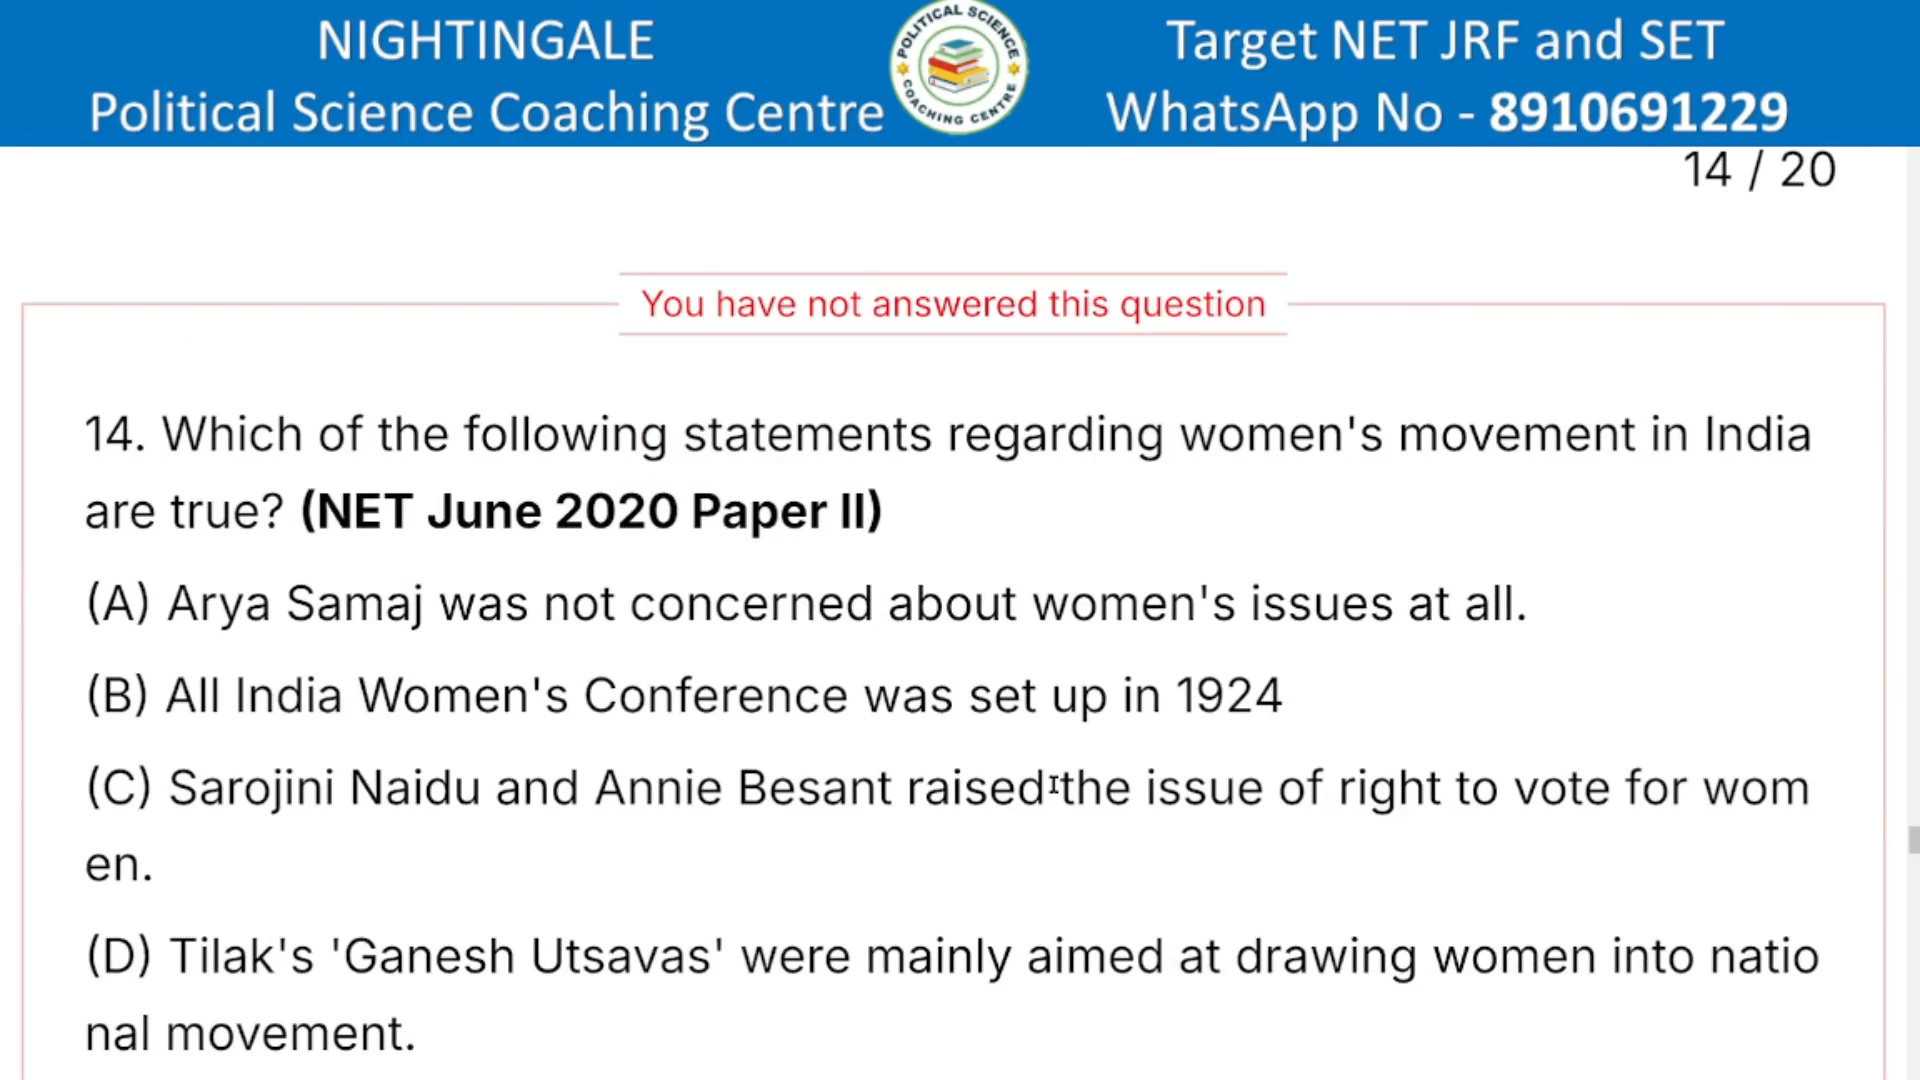 NIGHTINGALE
Political Science Coaching Centre
POLITICAL SCIENCE
COACHING CENTRE
Target NET JRF and SET
WhatsApp No - 8910691229
14 / 20
You have not answered this question
14. Which of the following statements regarding women's movement in India
are true? (NET June 2020 Paper II)
(A) Arya Samaj was not concerned about women's issues at all.
(B) All India Women's Conference was set up in 1924
(C) Sarojini Naidu and Annie Besant raised the issue of right to vote for wom
en.
(D) Tilak's 'Ganesh Utsavas' were mainly aimed at drawing women into natio
nal movement.